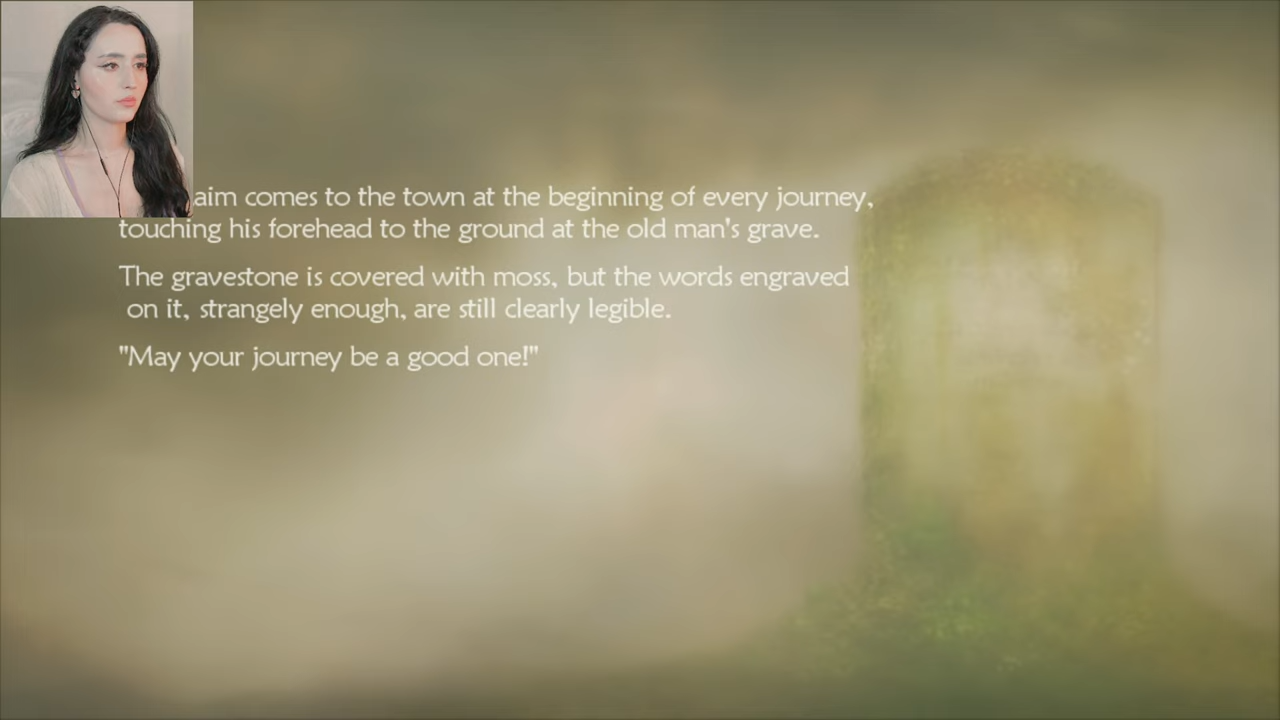 aim comes to the town at the beginning of every journey,
touching his forehead to the ground at the old man's grave.
The gravestone is covered with moss, but the words engraved
on it, strangely enough, are still clearly legible.
"May your journey be a good one!"